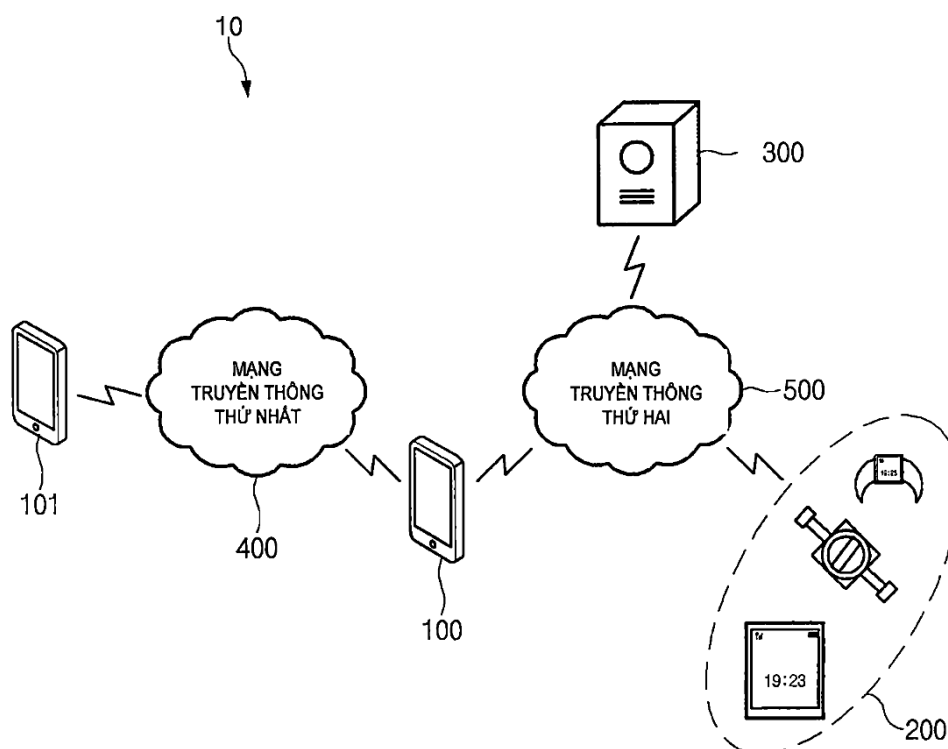 10
300
MẠNG
TRUYỀN THÔNG
THỨ NHẤT
MẠNG
TRUYỀN THÔNG
THỨ HAI
500
101
400
100
19:25
19:23
200